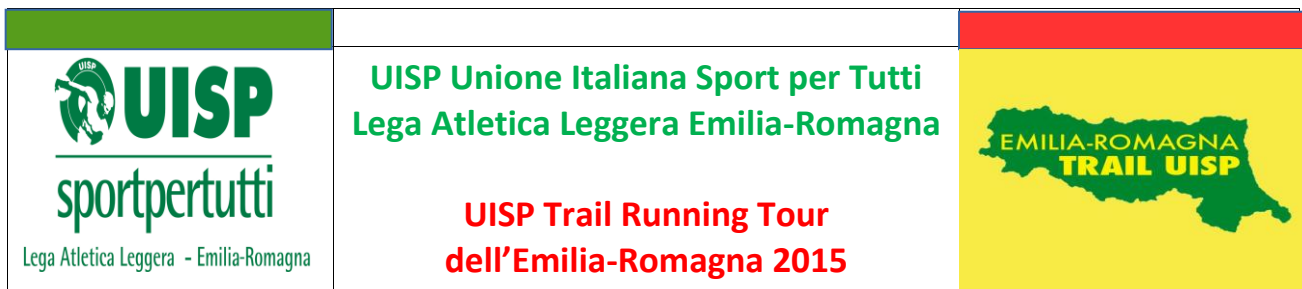 UISP
UISP
sportpertutti
Lega Atletica Leggera - Emilia-Romagna
UISP Unione Italiana Sport per Tutti
Lega Atletica Leggera Emilia-Romagna
UISP Trail Running Tour
dell’Emilia-Romagna 2015
EMILIA-ROMAGNA
TRAIL UISP